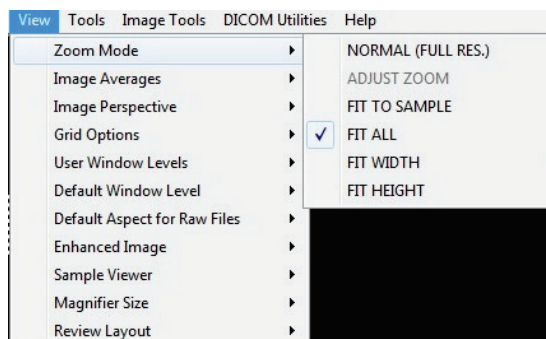 View Tools Image Tools DICOM Utilities Help
Zoom Mode
Image Averages
Image Perspective
Grid Options
User Window Levels
Default Window Level
Default Aspect for Raw Files
Enhanced Image
Sample Viewer
Magnifier Size
Review Layout
NORMAL (FULL RES.)
ADJUST ZOOM
FIT TO SAMPLE
FIT ALL
FIT WIDTH
FIT HEIGHT